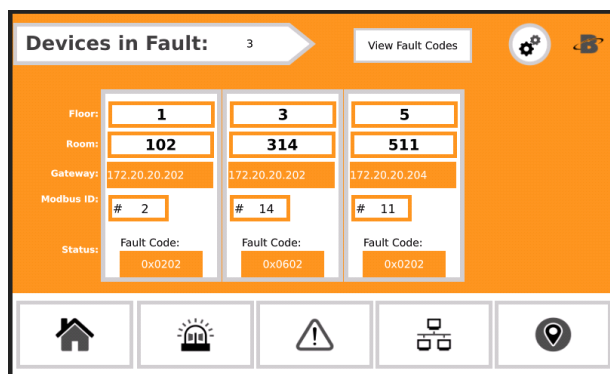 Devices in Fault: 3
View Fault Codes
B
Floor: 1 3 5
Room: 102 314 511
Gateway: 172.20.20.202 172.20.20.202 172.20.20.204
Modbus ID: # 2 # 14 # 11
Fault Code: Fault Code: Fault Code:
Status: 0x0202 0x0602 0x0202